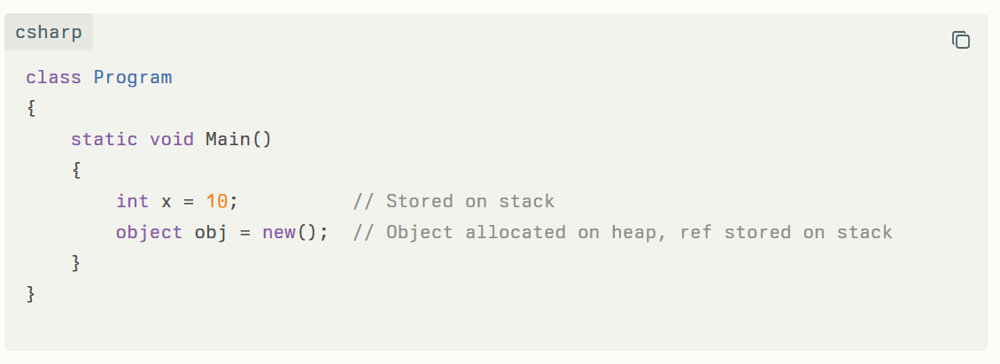 csharp
class Program
{
    static void Main()
    {
        int x = 10;          // Stored on stack
        object obj = new();  // Object allocated on heap, ref stored on stack
    }
}